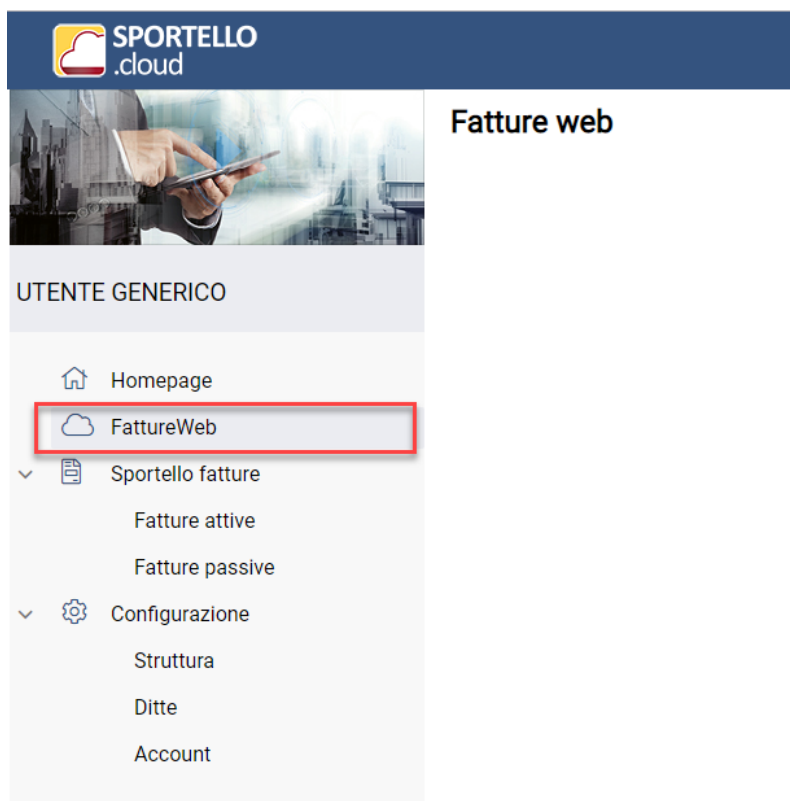 SPORTELLO
.cloud
Fatture web
UTENTE GENERICO
Homepage
FattureWeb
Sportello fatture
Fatture attive
Fatture passive
Configurazione
Struttura
Ditte
Account